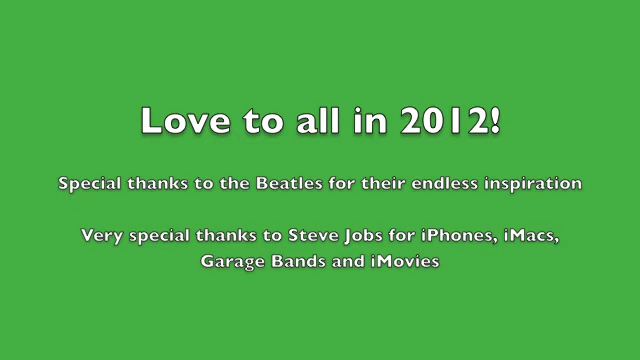 Love to all in 2012!
Special thanks to the Beatles for their endless inspiration
Very special thanks to Steve Jobs for iPhones, iMacs,
Garage Bands and iMovies